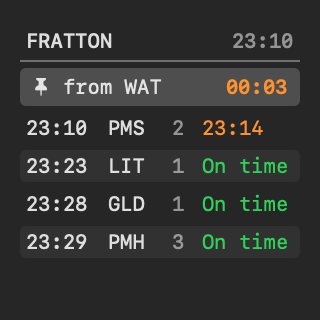 FRATTON 23:10
from WAT 00:03
23:10 PMS 2 23:14
23:23 LIT 1 On time
23:28 GLD 1 On time
23:29 PMH 3 On time